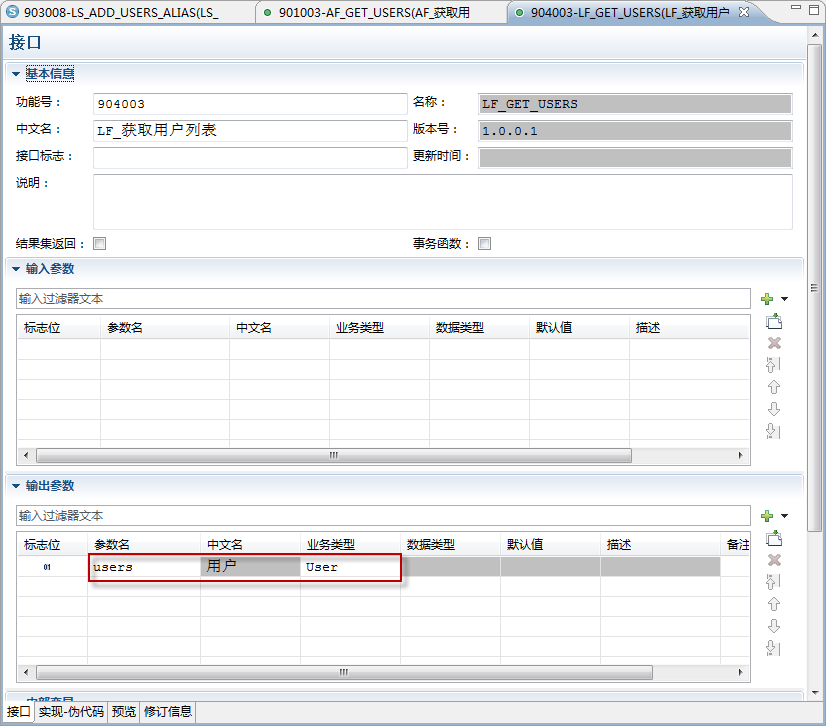 903008-LS_ADD_USERS_ALIAS(LS_ 901003-AF_GET_USERS(AF_获取用 904003-LF_GET_USERS(LF_获取用户
接口
基本信息
功能号： 904003 名称： LF_GET_USERS
中文名： LF_获取用户列表 版本号： 1.0.0.1
接口标志： 更新时间：
说明：
结果集返回： 事务函数：
输入参数
输入过滤器文本
标志位 参数名 中文名 业务类型 数据类型 默认值 描述
输出参数
输入过滤器文本
标志位 参数名 中文名 业务类型 数据类型 默认值 描述 备注
01 users 用户 User
内部变量
接口 实现-伪代码 预览 修订信息